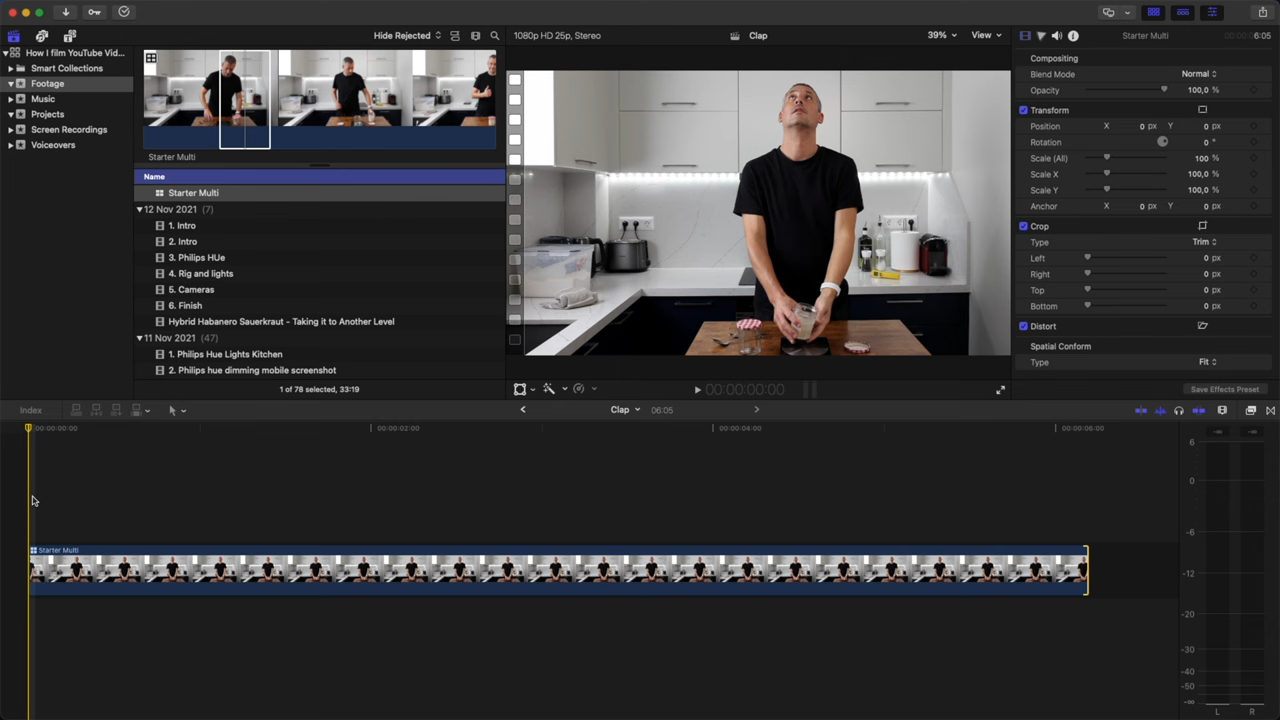 Hide Rejected
1080p HD 25p, Stereo
Clap
39%
View
Starter Multi
6:05
How I film YouTube Vid...
Smart Collections
Footage
Music
Projects
Screen Recordings
Voiceovers
Starter Multi
Name
Starter Multi
12 Nov 2021 (7)
1. Intro
2. Intro
3. Philips HUe
4. Rig and lights
5. Cameras
6. Finish
Hybrid Habanero Sauerkraut - Taking it to Another Level
11 Nov 2021 (47)
1. Philips Hue Lights Kitchen
2. Philips hue dimming mobile screenshot
1 of 78 selected, 33:19
00:00:00:00
Compositing
Blend Mode Normal
Opacity 100,0 %
Transform
Position X 0 px Y 0 px
Rotation 0 °
Scale (All) 100 %
Scale X 100,0 %
Scale Y 100,0 %
Anchor X 0 px Y 0 px
Crop
Type Trim
Left 0 px
Right 0 px
Top 0 px
Bottom 0 px
Distort
Spatial Conform
Type Fit
Save Effects Preset
Index
Clap 06:05
00:00:00:00 00:00:02:00 00:00:04:00 00:00:06:00
Starter Multi
6
0
-6
-12
-20
-30
-40
-50
-∞
L R